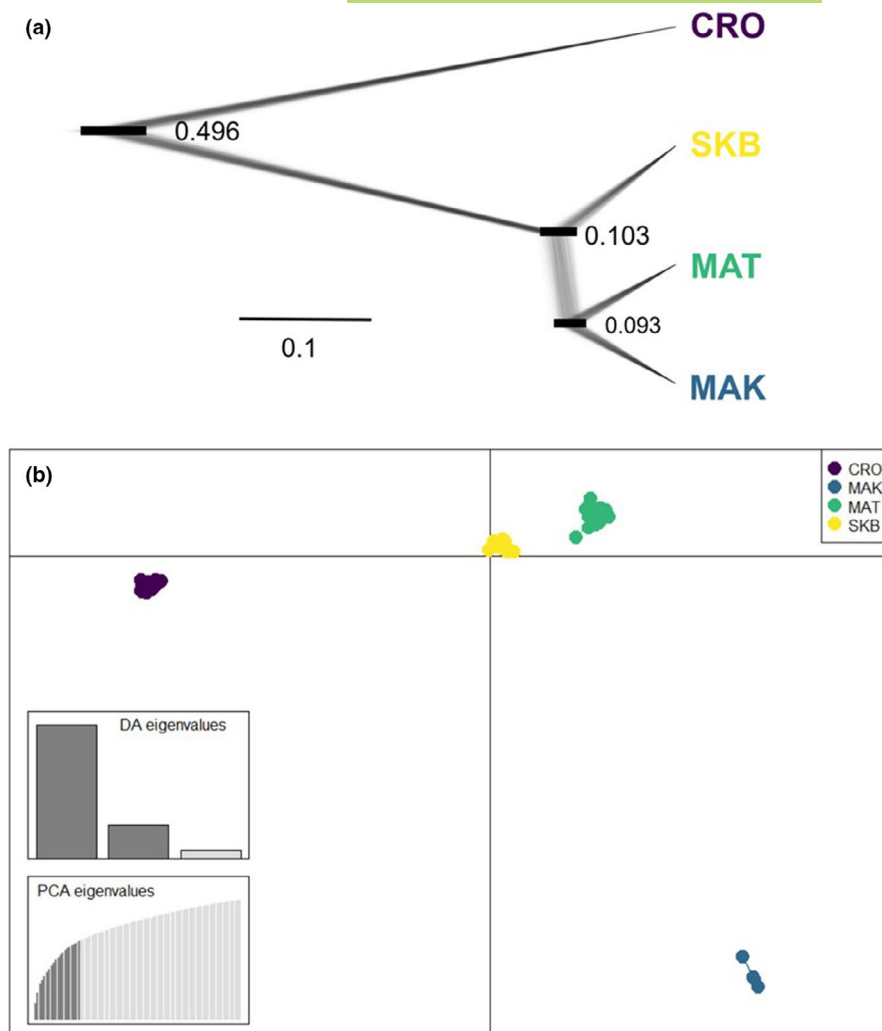 (a)
CRO
0.496
SKB
0.103
MAT
0.093
0.1
MAK
(b)
CRO
MAK
MAT
SKB
DA eigenvalues
PCA eigenvalues